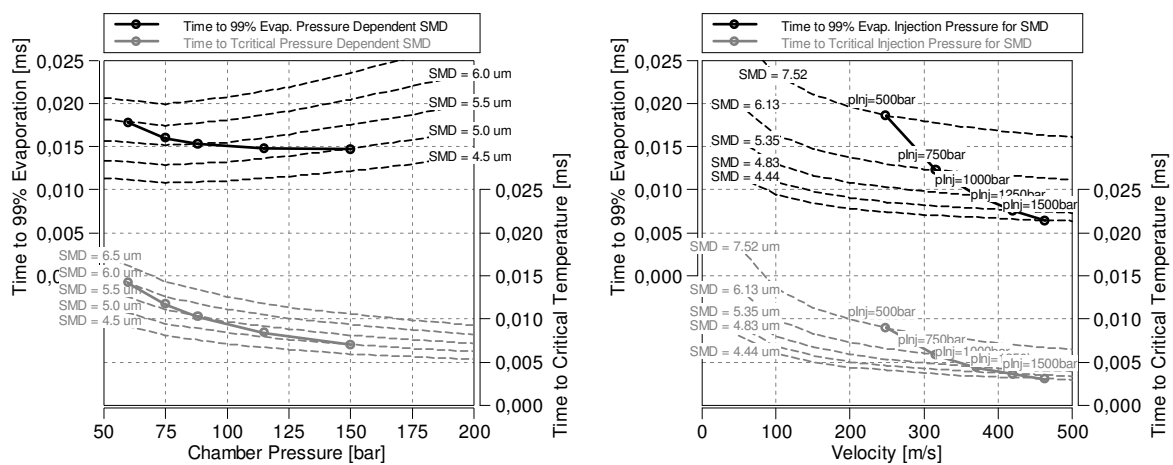 Time to 99% Evap. Pressure Dependent SMD
Time to Tcritical Pressure Dependent SMD
Time to 99% Evaporation [ms]
0,025
0,020
0,015
0,010
0,005
0,000
SMD = 6.0 um
SMD = 5.5 um
SMD = 5.0 um
SMD = 4.5 um
SMD = 6.5 um
SMD = 6.0 um
SMD = 5.5 um
SMD = 5.0 um
SMD = 4.5 um
0,025
0,020
0,015
0,010
0,005
0,000
Time to Critical Temperature [ms]
50 75 100 125 150 175 200
Chamber Pressure [bar]
Time to 99% Evap. Injection Pressure for SMD
Time to Tcritical Injection Pressure for SMD
Time to 99% Evaporation [ms]
0,025
0,020
0,015
0,010
0,005
0,000
SMD = 7.52
SMD = 6.13
SMD = 5.35
SMD = 4.83
SMD = 4.44
pInj=500bar
pInj=750bar
pInj=1000bar
pInj=1250bar
pInj=1500bar
SMD = 7.52 um
SMD = 6.13 um
SMD = 5.35 um
SMD = 4.83 um
SMD = 4.44 um
pInj=500bar
pInj=750bar
pInj=1500bar
0,025
0,020
0,015
0,010
0,005
0,000
Time to Critical Temperature [ms]
0 100 200 300 400 500
Velocity [m/s]